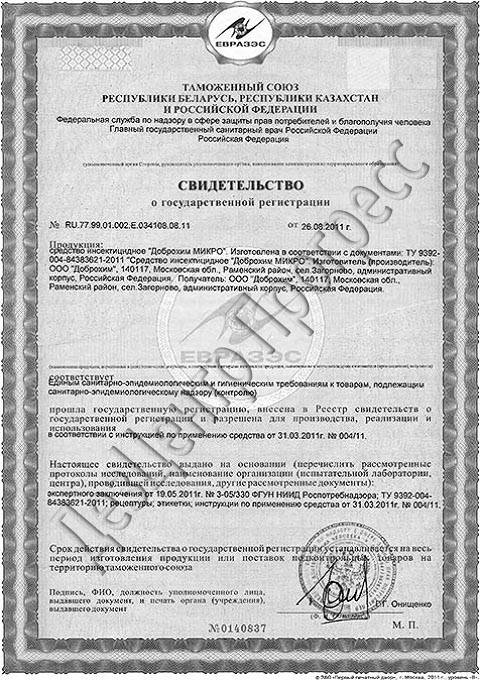 ЕВРАЗЭС
ТАМОЖЕННЫЙ СОЮЗ
РЕСПУБЛИКИ БЕЛАРУСЬ, РЕСПУБЛИКИ КАЗАХСТАН
И РОССИЙСКОЙ ФЕДЕРАЦИИ
Федеральная служба по надзору в сфере защиты прав потребителей и благополучия человека
Главный государственный санитарный врач Российской Федерации
Российская Федерация
СВИДЕТЕЛЬСТВО
о государственной регистрации
№ RU.77.99.01.002.Е.034108.08.11 от 26.08.2011 г.
Продукция:
средство инсектицидное "Доброхим МИКРО". Изготовлена в соответствии с документами: ТУ 9392-
004-84383621-2011 "Средство инсектицидное "Доброхим МИКРО". Изготовитель (производитель):
ООО "Доброхим", 140117, Московская обл., Раменский район, сел.Загорново, административный
корпус, Российская Федерация. Получатель: ООО "Доброхим", 140117, Московская обл.,
Раменский район, сел.Загорново, административный корпус, Российская Федерация.
ЕВРАЗЭС
соответствует
Единым санитарно-эпидемиологическим и гигиеническим требованиям к товарам, подлежащим
санитарно-эпидемиологическому надзору (контролю)
прошла государственную регистрацию, внесена в Реестр свидетельств о
государственной регистрации и разрешена для производства, реализации и
использования
в соответствии с инструкцией по применению средства от 31.03.2011г. № 004/11.
Настоящее свидетельство выдано на основании (перечислить рассмотренные
протоколы исследований, наименование организации (испытательной лаборатории,
центра), проводившей исследования, другие рассмотренные документы):
экспертного заключения от 19.05.2011г. № 3-05/330 ФГУН НИИД Роспотребнадзора; ТУ 9392-004-
84383621-2011; рецептуры; этикетки; инструкции по применению средства от 31.03.2011г. № 004/11.
Срок действия свидетельства о государственной регистрации устанавливается на весь
период изготовления продукции или поставок подконтрольных товаров на
территорию таможенного союза
Подпись, ФИО, должность уполномоченного лица,
выдавшего документ, и печать органа (учреждения),
выдавшего документ
Г.Г. Онищенко
№0140837
М. П.
© ЗАО «Первый печатный двор», г. Москва, 2011 г., уровень «В».
ДезЦентр Прогресс